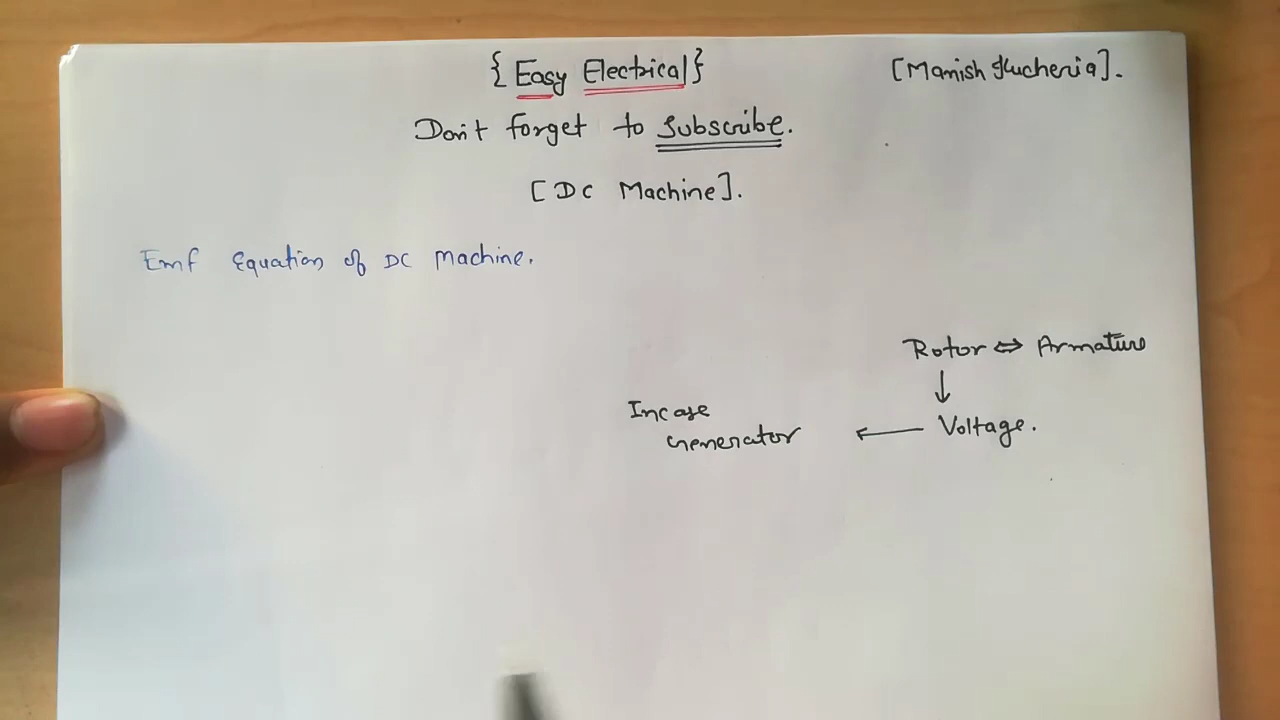 {Easy Electrical}
[Manish Kucheria].
Don't forget to Subscribe.
[DC Machine].
Emf Equation of DC machine.
Rotor ⇔ Armature
↓
Incase
Generator ← Voltage.